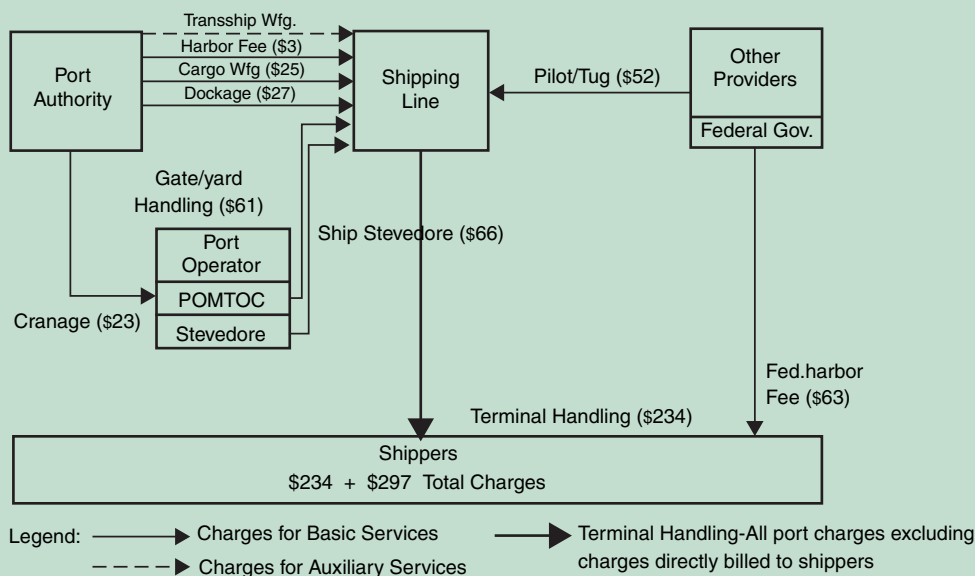 Transship Wfg.
Harbor Fee ($3)
Cargo Wfg ($25)
Dockage ($27)
Port
Authority
Shipping
Line
Pilot/Tug ($52)
Other
Providers
Federal Gov.
Gate/yard
Handling ($61)
Ship Stevedore ($66)
Port
Operator
POMTOC
Stevedore
Cranage ($23)
Fed.harbor
Fee ($63)
Terminal Handling ($234)
Shippers
$234 + $297 Total Charges
Legend:
Charges for Basic Services
Charges for Auxiliary Services
Terminal Handling-All port charges excluding
charges directly billed to shippers